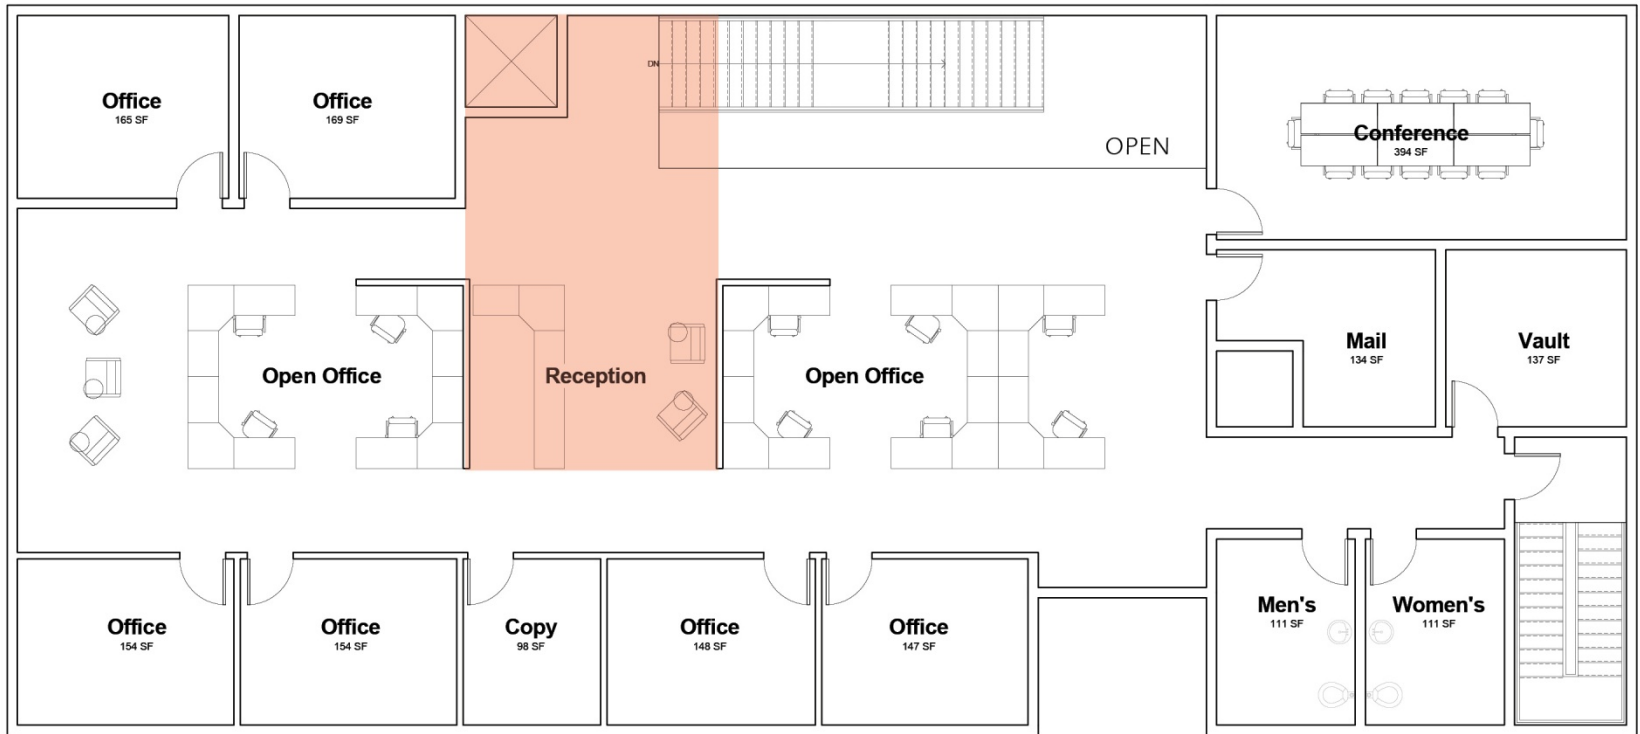 Office
165 SF
Office
169 SF
DN
OPEN
Conference
394 SF
Mail
134 SF
Vault
137 SF
Open Office
Reception
Open Office
Office
154 SF
Office
154 SF
Copy
98 SF
Office
148 SF
Office
147 SF
Men's
111 SF
Women's
111 SF